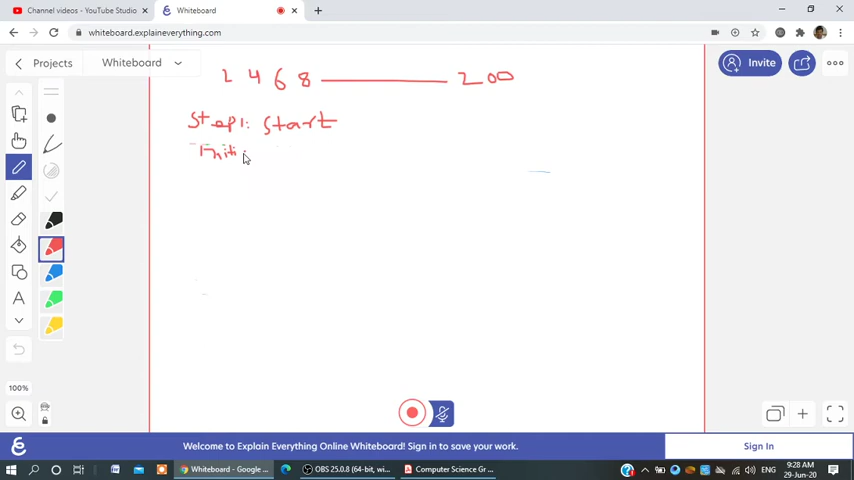 Channel videos - YouTube Studio
Whiteboard
whiteboard.explaineverything.com
Projects
Whiteboard
Invite
2 4 6 8 ———— 200
Step1: Start
Initi
A
100%
Welcome to Explain Everything Online Whiteboard! Sign in to save your work.
Sign In
Whiteboard - Google ...
OBS 25.0.8 (64-bit, wi...
Computer Science Gr ...
ENG
9:28 AM
29-Jun-20